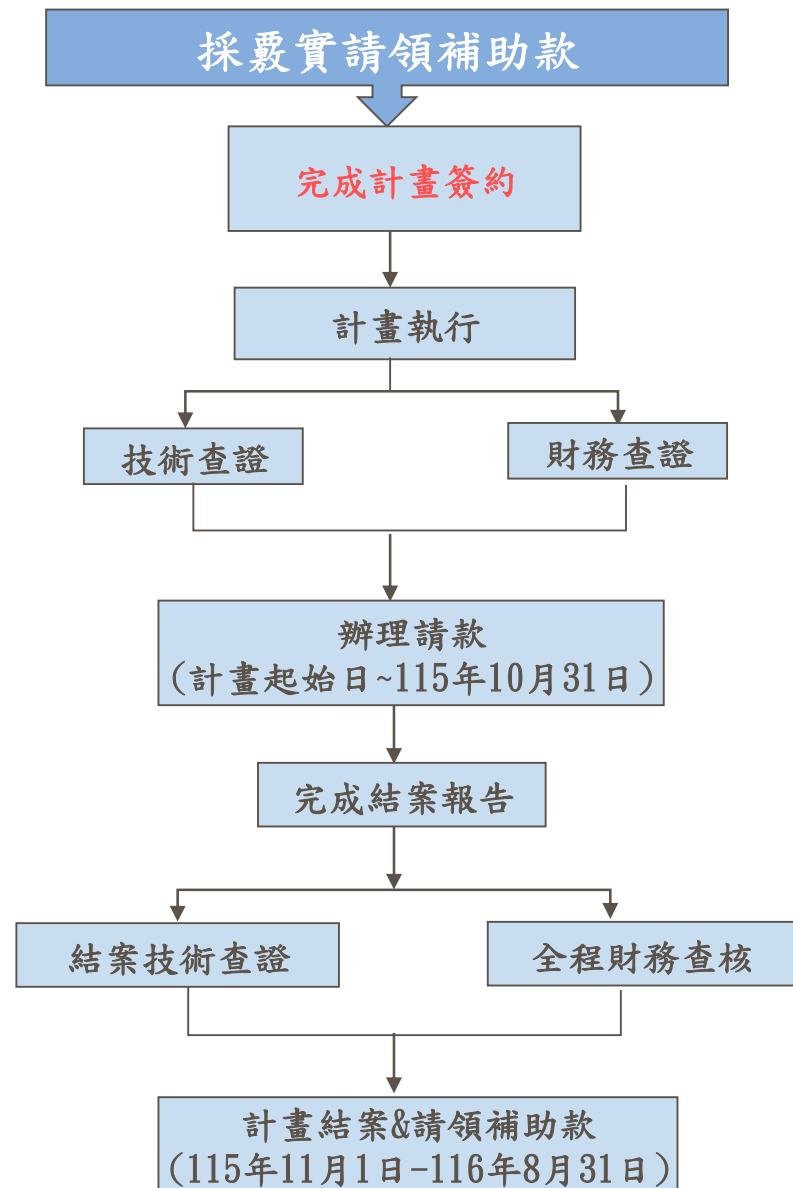 採覈實請領補助款
完成計畫簽約
計畫執行
技術查證
財務查證
辦理請款
(計畫起始日~115年10月31日)
完成結案報告
結案技術查證
全程財務查核
計畫結案&請領補助款
(115年11月1日-116年8月31日)